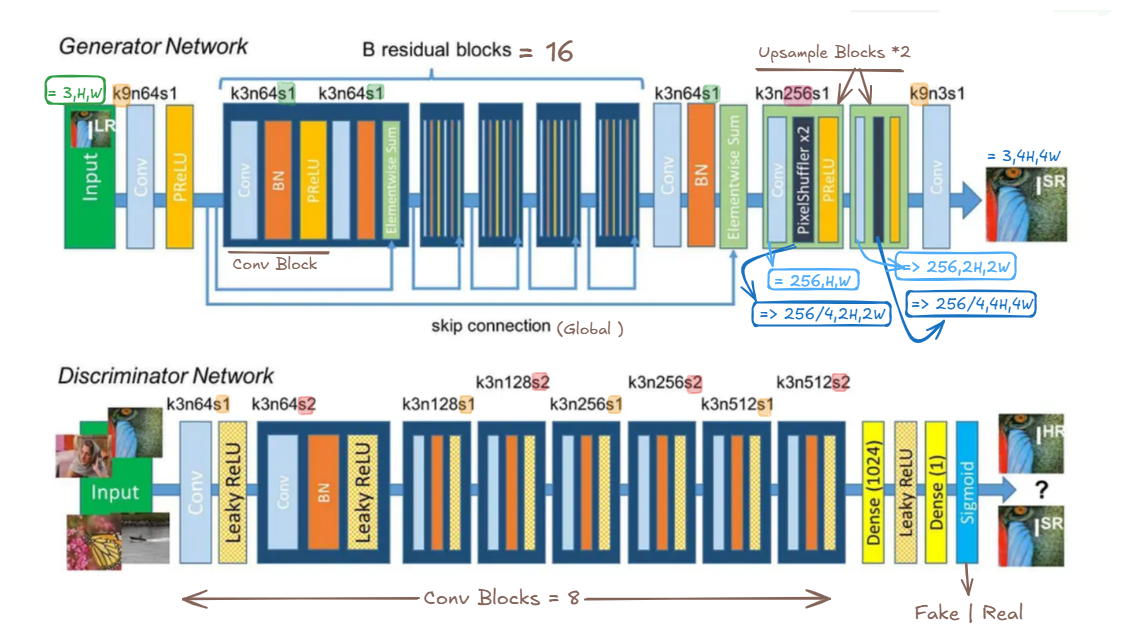 Generator Network
B residual blocks = 16
Upsample Blocks *2
= 3,H,W
k9n64s1
k3n64s1
k3n64s1
k3n64s1
k3n256s1
k9n3s1
= 3,4H,4W
I LR
Input
Conv
PReLU
Conv
BN
PReLU
Elementwise Sum
Conv
BN
Elementwise Sum
Conv
PixelShuffler x2
PReLU
Conv
I SR
Conv Block
=> 256,2H,2W
= 256,H,W
=> 256/4,2H,2W
=> 256/4,4H,4W
skip connection (Global )
Discriminator Network
k3n128s2
k3n256s2
k3n512s2
k3n64s1
k3n64s2
k3n128s1
k3n256s1
k3n512s1
Input
Conv
Leaky ReLU
Conv
BN
Leaky ReLU
Dense (1024)
Leaky ReLU
Dense (1)
Sigmoid
I HR
?
I SR
Conv Blocks = 8
Fake | Real